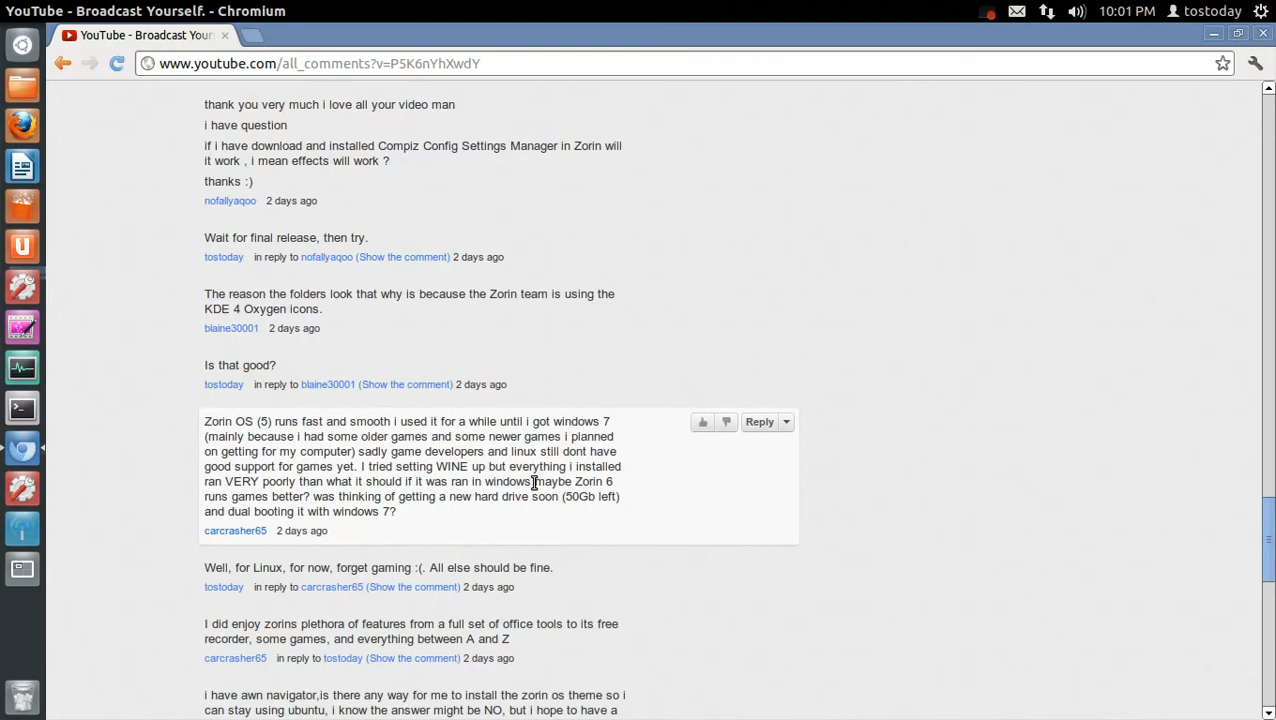 YouTube - Broadcast Yourself. - Chromium
10:01 PM
tostoday
YouTube - Broadcast Your
www.youtube.com/all_comments?v=P5K6nYhXwdY
thank you very much i love all your video man
i have question
if i have download and installed Compiz Config Settings Manager in Zorin will
it work , i mean effects will work ?
thanks :)
nofallyaqoo 2 days ago
Wait for final release, then try.
tostoday in reply to nofallyaqoo (Show the comment) 2 days ago
The reason the folders look that why is because the Zorin team is using the
KDE 4 Oxygen icons.
blaine30001 2 days ago
Is that good?
tostoday in reply to blaine30001 (Show the comment) 2 days ago
Zorin OS (5) runs fast and smooth i used it for a while until i got windows 7
(mainly because i had some older games and some newer games i planned
on getting for my computer) sadly game developers and linux still dont have
good support for games yet. I tried setting WINE up but everything i installed
ran VERY poorly than what it should if it was ran in windows maybe Zorin 6
runs games better? was thinking of getting a new hard drive soon (50Gb left)
and dual booting it with windows 7?
Reply
carcrasher65 2 days ago
Well, for Linux, for now, forget gaming :(. All else should be fine.
tostoday in reply to carcrasher65 (Show the comment) 2 days ago
I did enjoy zorins plethora of features from a full set of office tools to its free
recorder, some games, and everything between A and Z
carcrasher65 in reply to tostoday (Show the comment) 2 days ago
i have awn navigator,is there any way for me to install the zorin os theme so i
can stay using ubuntu, i know the answer might be NO, but i hope to have a